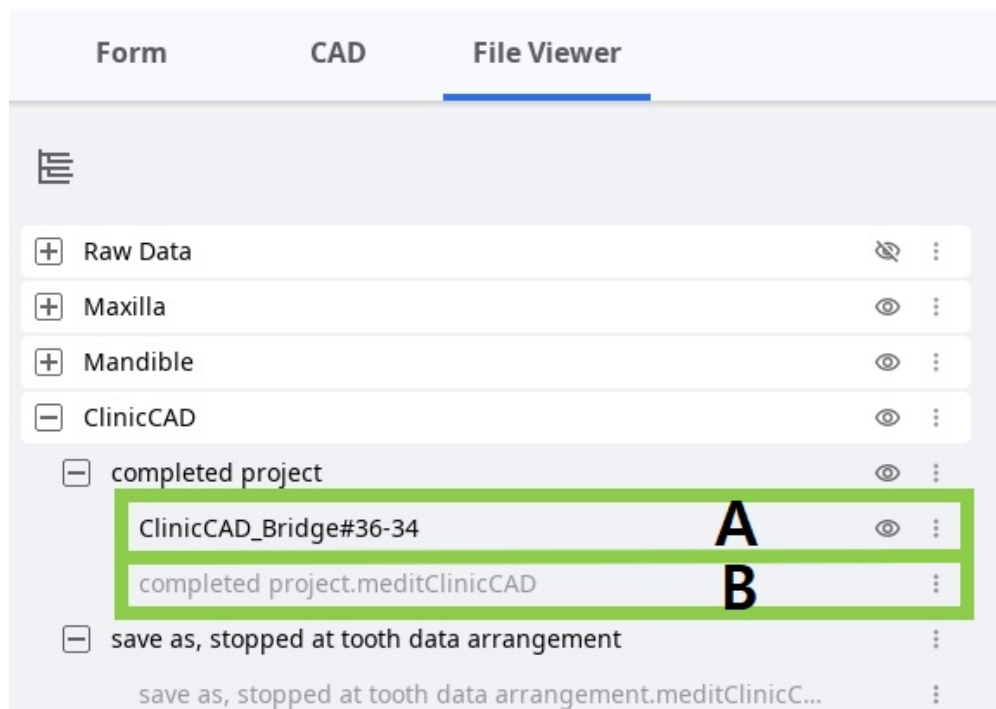 Form CAD File Viewer
Raw Data
Maxilla
Mandible
ClinicCAD
completed project
ClinicCAD_Bridge#36-34 A
completed project.meditClinicCAD B
save as, stopped at tooth data arrangement
save as, stopped at tooth data arrangement.meditClinicC...